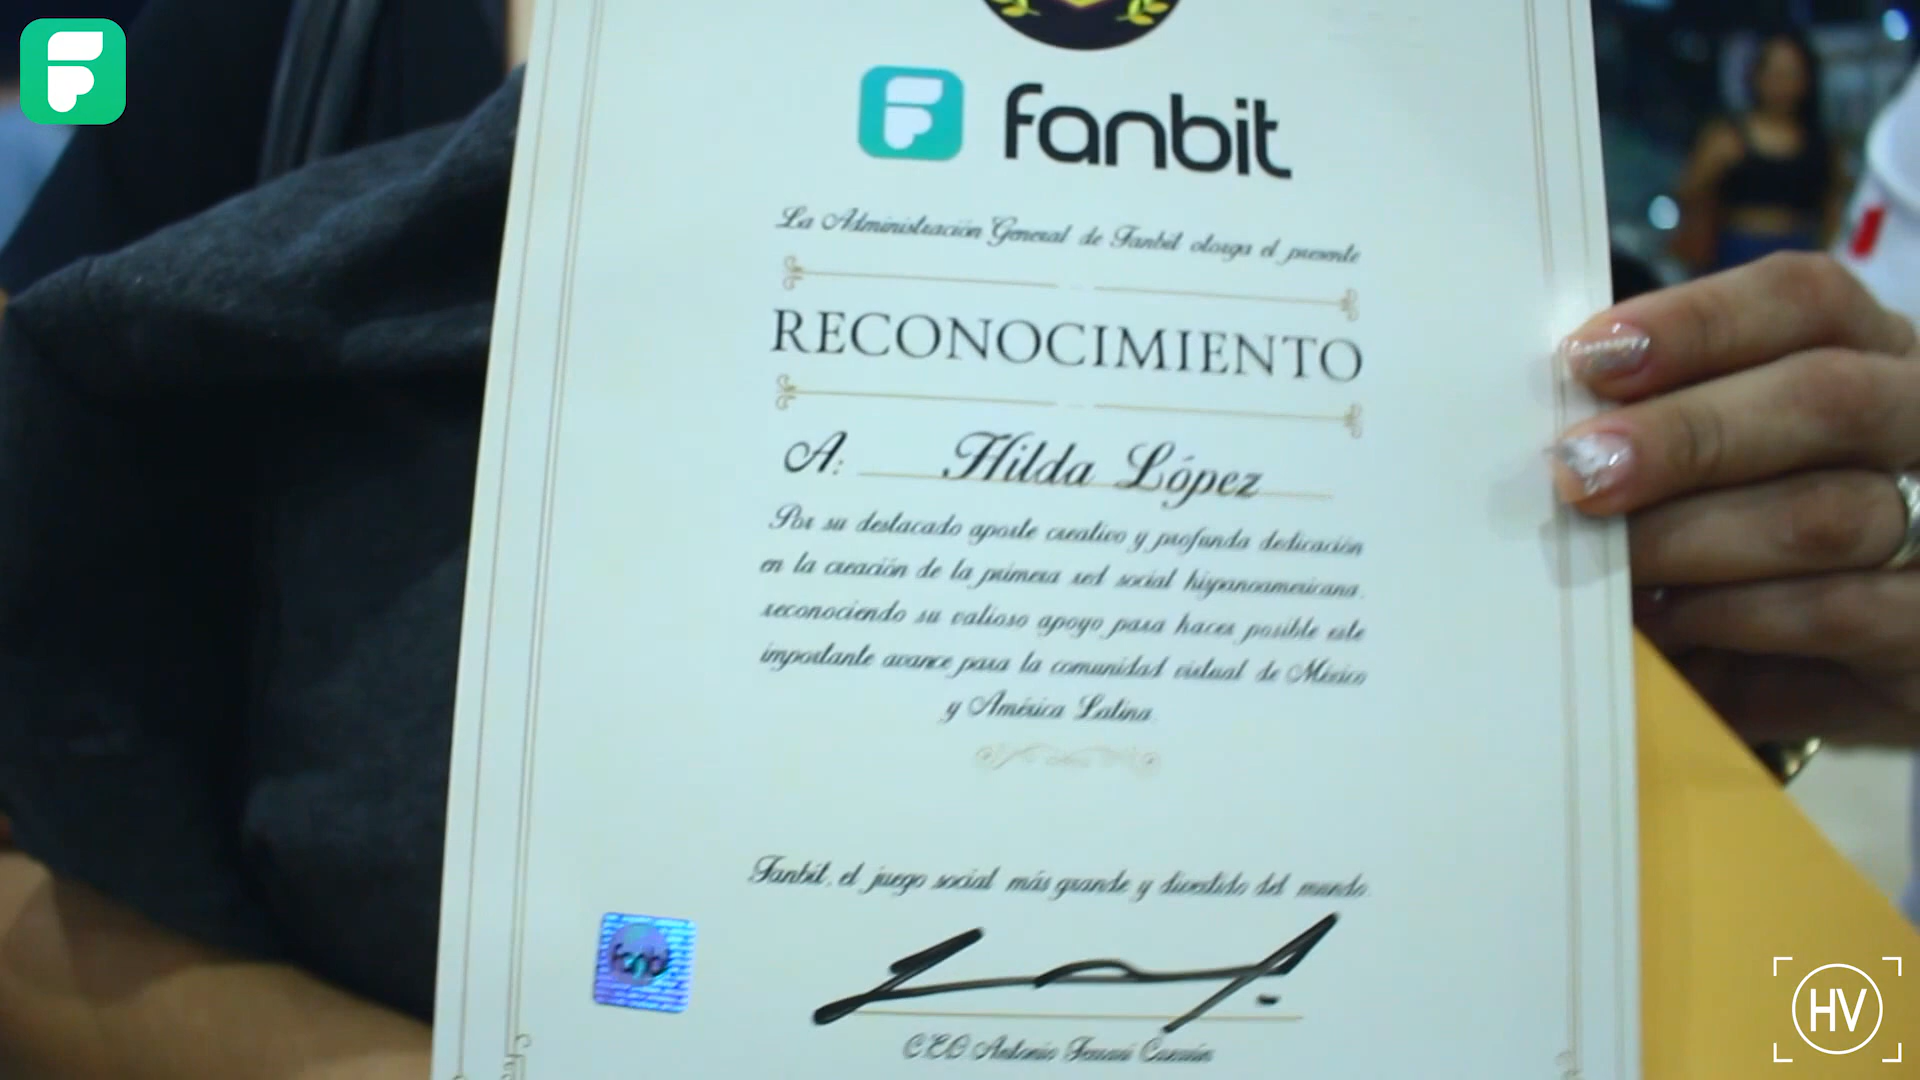 fanbit
La Administración General de Fanbit otorga el presente
RECONOCIMIENTO
A: Hilda López
Por su destacado aporte creativo y profunda dedicación
en la creación de la primera red social hispanoamericana,
reconociendo su valioso apoyo para hacer posible este
importante avance para la comunidad virtual de México
y América Latina.
Fanbit, el juego social más grande y divertido del mundo.
fanbit
CEO Antonio
HV